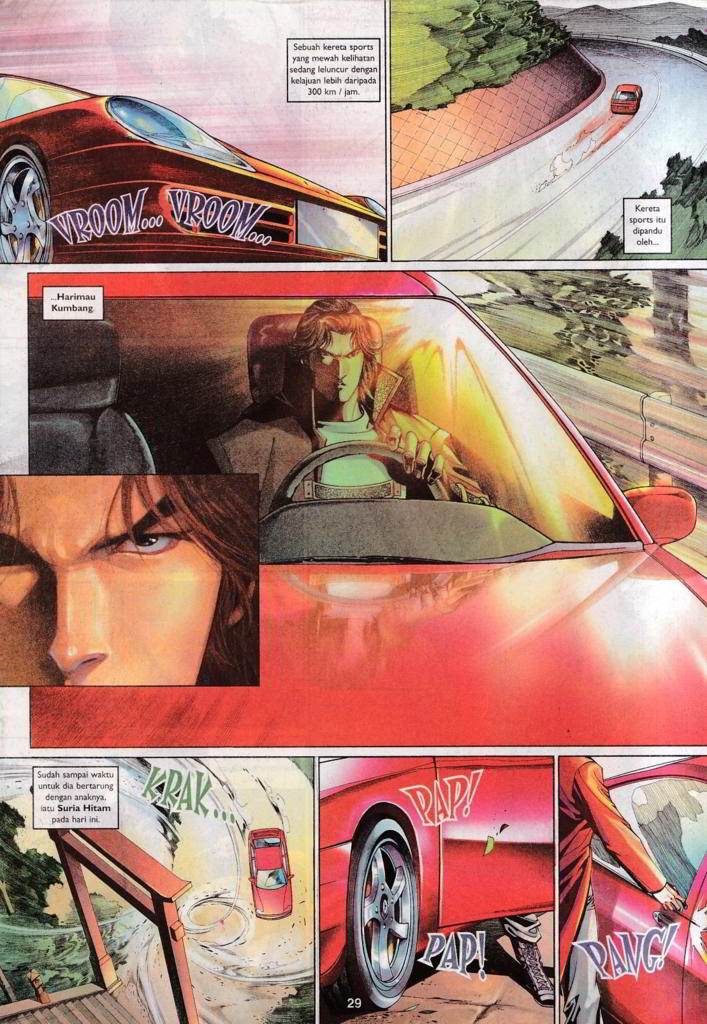 Sebuah kereta sports
yang mewah kelihatan
sedang leluncur dengan
kelajuan lebih daripada
300 km / jam.
VROOM... VROOM...
Kereta
sports itu
dipandu
oleh...
...Harimau
Kumbang.
Sudah sampai waktu
untuk dia bertarung
dengan anaknya,
iatu Suria Hitam
pada hari ini.
KRAK...
PAP!
PAP!
PANG!
29